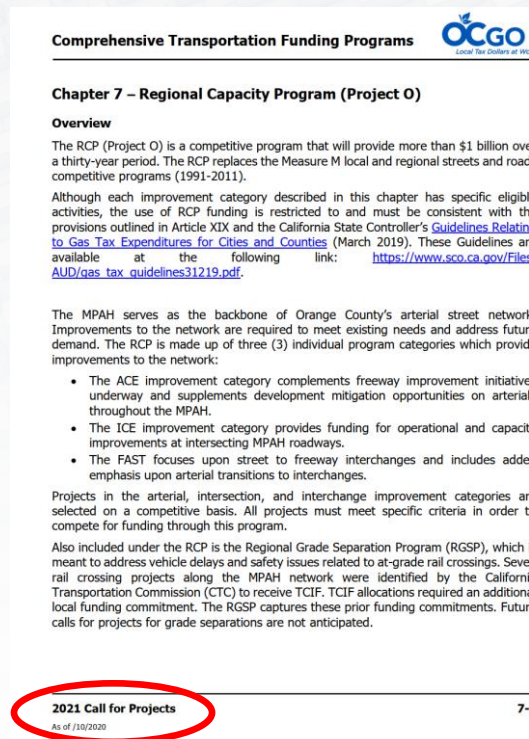 Comprehensive Transportation Funding Programs
OCGO
Local Tax Dollars at Wo
Chapter 7 – Regional Capacity Program (Project O)
Overview
The RCP (Project O) is a competitive program that will provide more than $1 billion ove
a thirty-year period. The RCP replaces the Measure M local and regional streets and road
competitive programs (1991-2011).
Although each improvement category described in this chapter has specific eligibl
activities, the use of RCP funding is restricted to and must be consistent with th
provisions outlined in Article XIX and the California State Controller's Guidelines Relatin
to Gas Tax Expenditures for Cities and Counties (March 2019). These Guidelines ar
available at the following link: https://www.sco.ca.gov/Files
AUD/gas_tax_guidelines31219.pdf.
The MPAH serves as the backbone of Orange County's arterial street network
Improvements to the network are required to meet existing needs and address futur
demand. The RCP is made up of three (3) individual program categories which provid
improvements to the network:
• The ACE improvement category complements freeway improvement initiative
underway and supplements development mitigation opportunities on arterial
throughout the MPAH.
• The ICE improvement category provides funding for operational and capacit
improvements at intersecting MPAH roadways.
• The FAST focuses upon street to freeway interchanges and includes adde
emphasis upon arterial transitions to interchanges.
Projects in the arterial, intersection, and interchange improvement categories ar
selected on a competitive basis. All projects must meet specific criteria in order t
compete for funding through this program.
Also included under the RCP is the Regional Grade Separation Program (RGSP), which i
meant to address vehicle delays and safety issues related to at-grade rail crossings. Seve
rail crossing projects along the MPAH network were identified by the Californi
Transportation Commission (CTC) to receive TCIF. TCIF allocations required an additiona
local funding commitment. The RGSP captures these prior funding commitments. Futur
calls for projects for grade separations are not anticipated.
2021 Call for Projects
7-
As of /10/2020